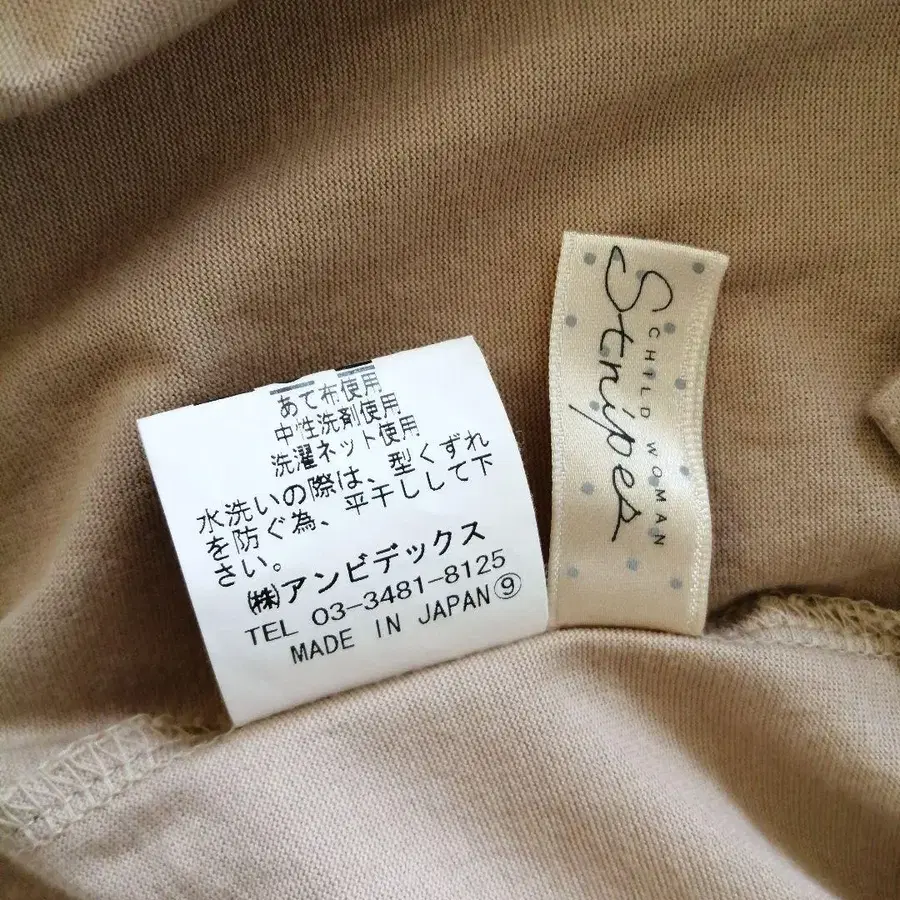 あて布使用
中性洗剤使用
洗濯ネット使用
水洗いの際は、型くずれ
を防ぐ為、平干しして下
さい。
㈱アンビデックス
TEL 03-3481-8125
MADE IN JAPAN⑨
CHILD WOMAN
Stripes